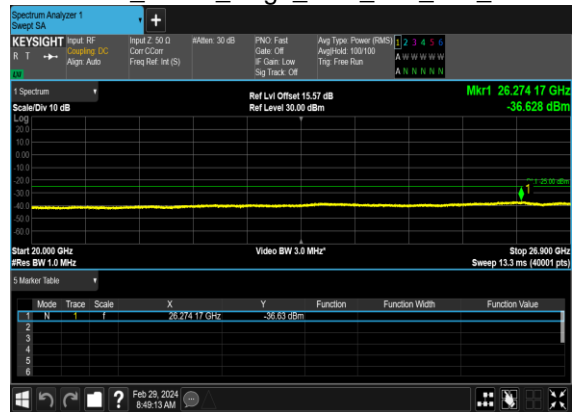 Spectrum Analyzer 1
Swept SA
+
KEYSIGHT Input: RF Input Z: 50 Ω #Atten: 30 dB PNO: Fast Avg Type: Power (RMS) 1 2 3 4 5 6
R T Coupling: DC Corr CCorr Gate: Off Avg|Hold: 100/100 A W W W W W
Align: Auto Freq Ref: Int (S) IF Gain: Low Trig: Free Run
Sig Track: Off A N N N N N
1 Spectrum Ref Lvl Offset 15.57 dB Mkr1 26.274 17 GHz
Scale/Div 10 dB Ref Level 30.00 dBm -36.628 dBm
Log
20.0
10.0
0.00
-10.0
-20.0
-25.00 dBm
-30.0
1
-40.0
-50.0
-60.0
Start 20.000 GHz Video BW 3.0 MHz* Stop 26.900 GHz
#Res BW 1.0 MHz Sweep 13.3 ms (40001 pts)
5 Marker Table
Mode Trace Scale X Y Function Function Width Function Value
1 N 1 f 26.274 17 GHz -36.63 dBm
2
3
4
5
6
? Feb 29, 2024
8:49:13 AM